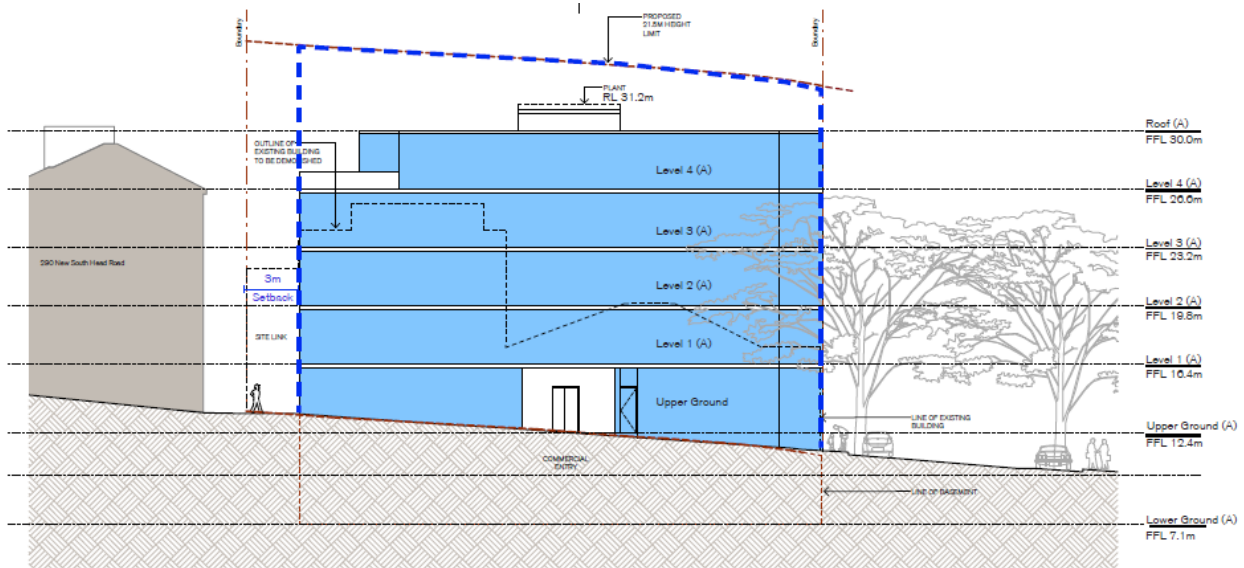 Boundary
PROPOSED
21.5M HEIGHT
LIMIT
Boundary
PLANT
RL 31.2m
OUTLINE OF
EXISTING BUILDING
TO BE DEMOLISHED
Roof (A)
FFL 30.0m
Level 4 (A)
Level 4 (A)
FFL 26.6m
Level 3 (A)
Level 3 (A)
FFL 23.2m
290 New South Head Road
3m
Setback
Level 2 (A)
Level 2 (A)
FFL 19.8m
SITE LINK
Level 1 (A)
Level 1 (A)
FFL 16.4m
Upper Ground
LINE OF EXISTING
BUILDING
Upper Ground (A)
FFL 12.4m
COMMERCIAL
ENTRY
LINE OF BASEMENT
Lower Ground (A)
FFL 7.1m